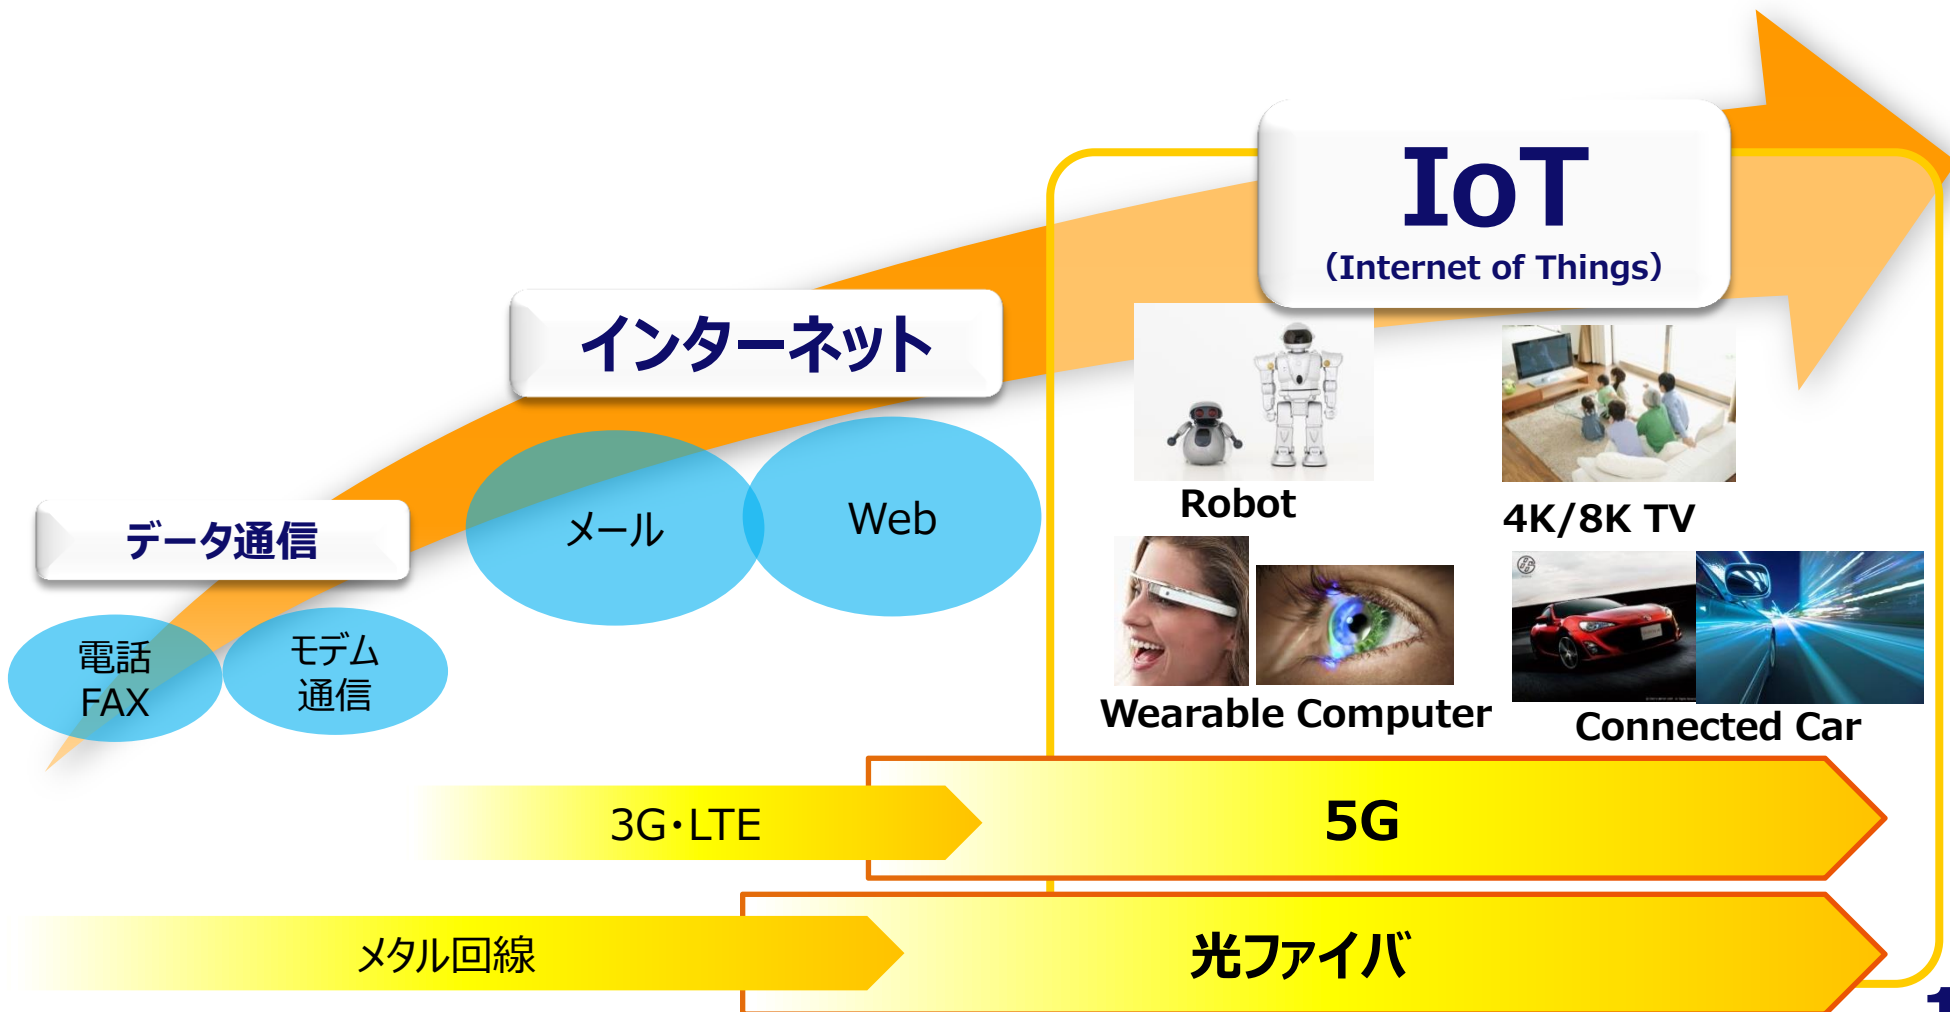 IoT
（Internet of Things）
インターネット
データ通信
メール
Web
電話
FAX
モデム
通信
Robot
4K/8K TV
Wearable Computer
Connected Car
3G・LTE
5G
メタル回線
光ファイバ